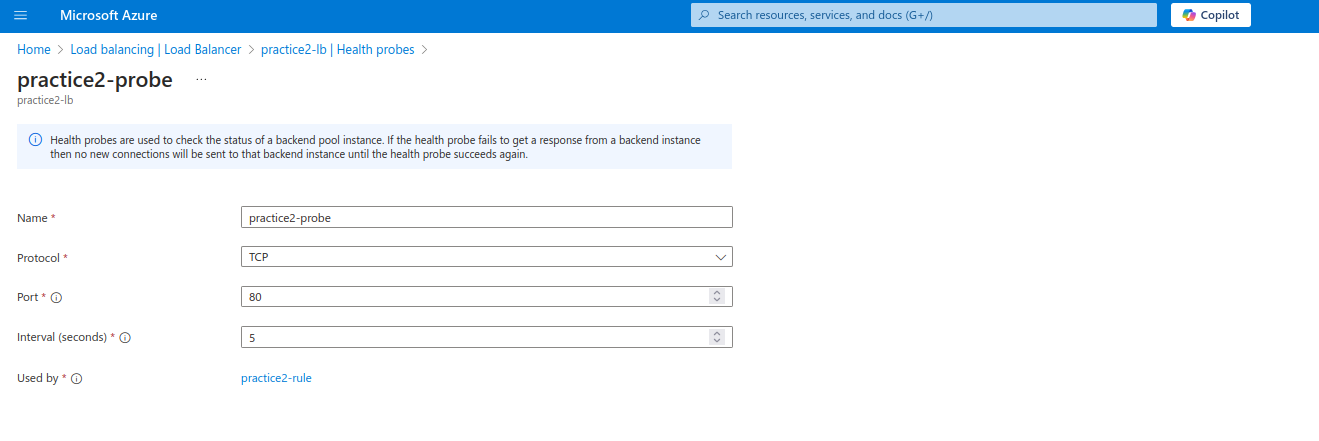 Microsoft Azure
Search resources, services, and docs (G+/)
Copilot
Home > Load balancing | Load Balancer > practice2-lb | Health probes >
practice2-probe ...
practice2-lb
Health probes are used to check the status of a backend pool instance. If the health probe fails to get a response from a backend instance
then no new connections will be sent to that backend instance until the health probe succeeds again.
Name * practice2-probe
Protocol * TCP
Port * 80
Interval (seconds) * 5
Used by * practice2-rule